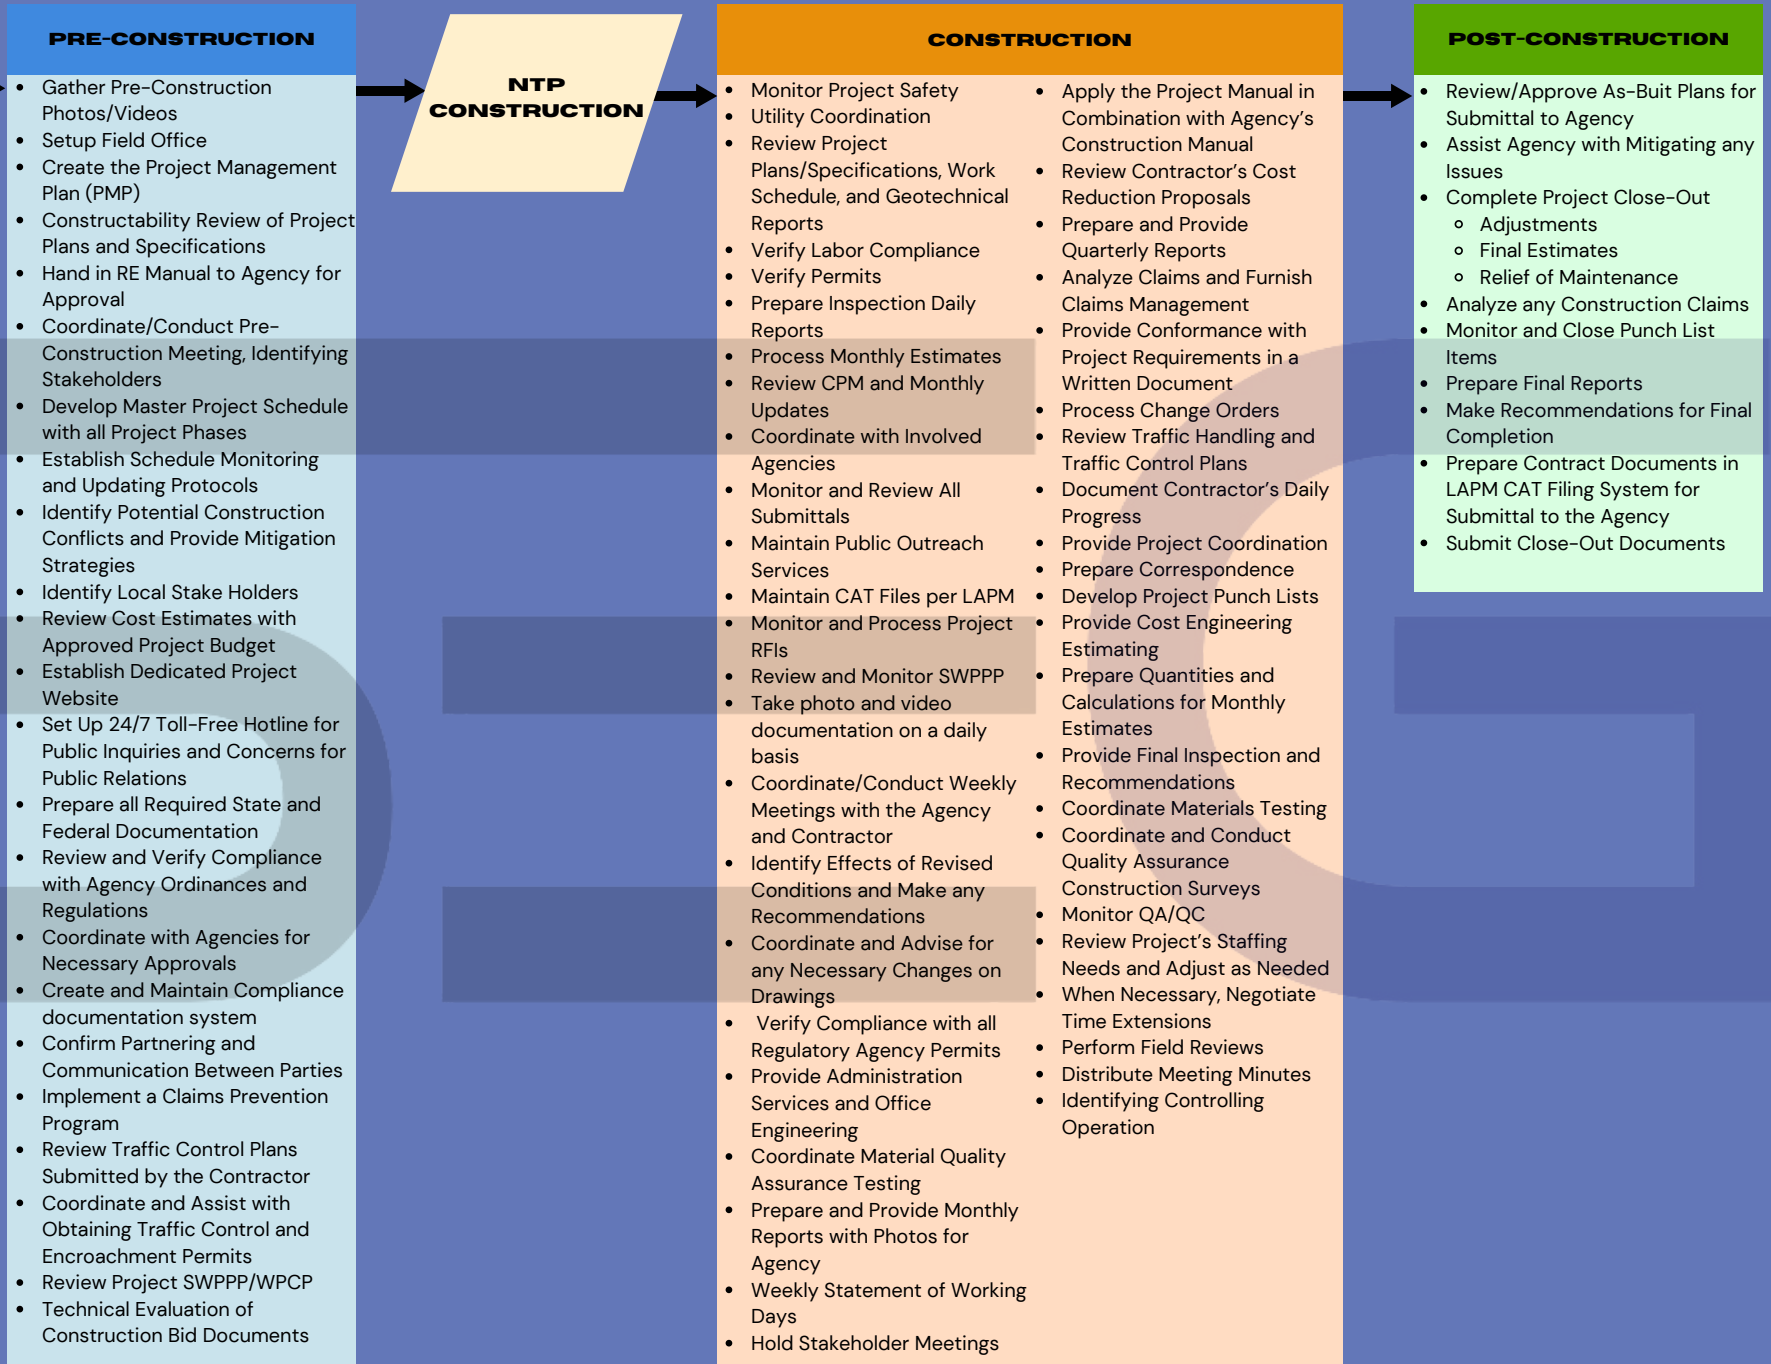 PRE-CONSTRUCTION
• Gather Pre-Construction
Photos/Videos
• Setup Field Office
• Create the Project Management
Plan (PMP)
• Constructability Review of Project
Plans and Specifications
• Hand in RE Manual to Agency for
Approval
• Coordinate/Conduct Pre-
Construction Meeting, Identifying
Stakeholders
• Develop Master Project Schedule
with all Project Phases
• Establish Schedule Monitoring
and Updating Protocols
• Identify Potential Construction
Conflicts and Provide Mitigation
Strategies
• Identify Local Stake Holders
• Review Cost Estimates with
Approved Project Budget
• Establish Dedicated Project
Website
• Set Up 24/7 Toll-Free Hotline for
Public Inquiries and Concerns for
Public Relations
• Prepare all Required State and
Federal Documentation
• Review and Verify Compliance
with Agency Ordinances and
Regulations
• Coordinate with Agencies for
Necessary Approvals
• Create and Maintain Compliance
documentation system
• Confirm Partnering and
Communication Between Parties
• Implement a Claims Prevention
Program
• Review Traffic Control Plans
Submitted by the Contractor
• Coordinate and Assist with
Obtaining Traffic Control and
Encroachment Permits
• Review Project SWPPP/WPCP
• Technical Evaluation of
Construction Bid Documents
NTP
CONSTRUCTION
CONSTRUCTION
• Monitor Project Safety
• Utility Coordination
• Review Project
Plans/Specifications, Work
Schedule, and Geotechnical
Reports
• Verify Labor Compliance
• Verify Permits
• Prepare Inspection Daily
Reports
• Process Monthly Estimates
• Review CPM and Monthly
Updates
• Coordinate with Involved
Agencies
• Monitor and Review All
Submittals
• Maintain Public Outreach
Services
• Maintain CAT Files per LAPM
• Monitor and Process Project
RFIs
• Review and Monitor SWPPP
• Take photo and video
documentation on a daily
basis
• Coordinate/Conduct Weekly
Meetings with the Agency
and Contractor
• Identify Effects of Revised
Conditions and Make any
Recommendations
• Coordinate and Advise for
any Necessary Changes on
Drawings
• Verify Compliance with all
Regulatory Agency Permits
• Provide Administration
Services and Office
Engineering
• Coordinate Material Quality
Assurance Testing
• Prepare and Provide Monthly
Reports with Photos for
Agency
• Weekly Statement of Working
Days
• Hold Stakeholder Meetings
• Apply the Project Manual in
Combination with Agency's
Construction Manual
• Review Contractor's Cost
Reduction Proposals
• Prepare and Provide
Quarterly Reports
• Analyze Claims and Furnish
Claims Management
• Provide Conformance with
Project Requirements in a
Written Document
• Process Change Orders
• Review Traffic Handling and
Traffic Control Plans
• Document Contractor's Daily
Progress
• Provide Project Coordination
• Prepare Correspondence
• Develop Project Punch Lists
• Provide Cost Engineering
Estimating
• Prepare Quantities and
Calculations for Monthly
Estimates
• Provide Final Inspection and
Recommendations
• Coordinate Materials Testing
• Coordinate and Conduct
Quality Assurance
Construction Surveys
• Monitor QA/QC
• Review Project's Staffing
Needs and Adjust as Needed
• When Necessary, Negotiate
Time Extensions
• Perform Field Reviews
• Distribute Meeting Minutes
• Identifying Controlling
Operation
POST-CONSTRUCTION
• Review/Approve As-Buit Plans for
Submittal to Agency
• Assist Agency with Mitigating any
Issues
• Complete Project Close-Out
◦ Adjustments
◦ Final Estimates
◦ Relief of Maintenance
• Analyze any Construction Claims
• Monitor and Close Punch List
Items
• Prepare Final Reports
• Make Recommendations for Final
Completion
• Prepare Contract Documents in
LAPM CAT Filing System for
Submittal to the Agency
• Submit Close-Out Documents